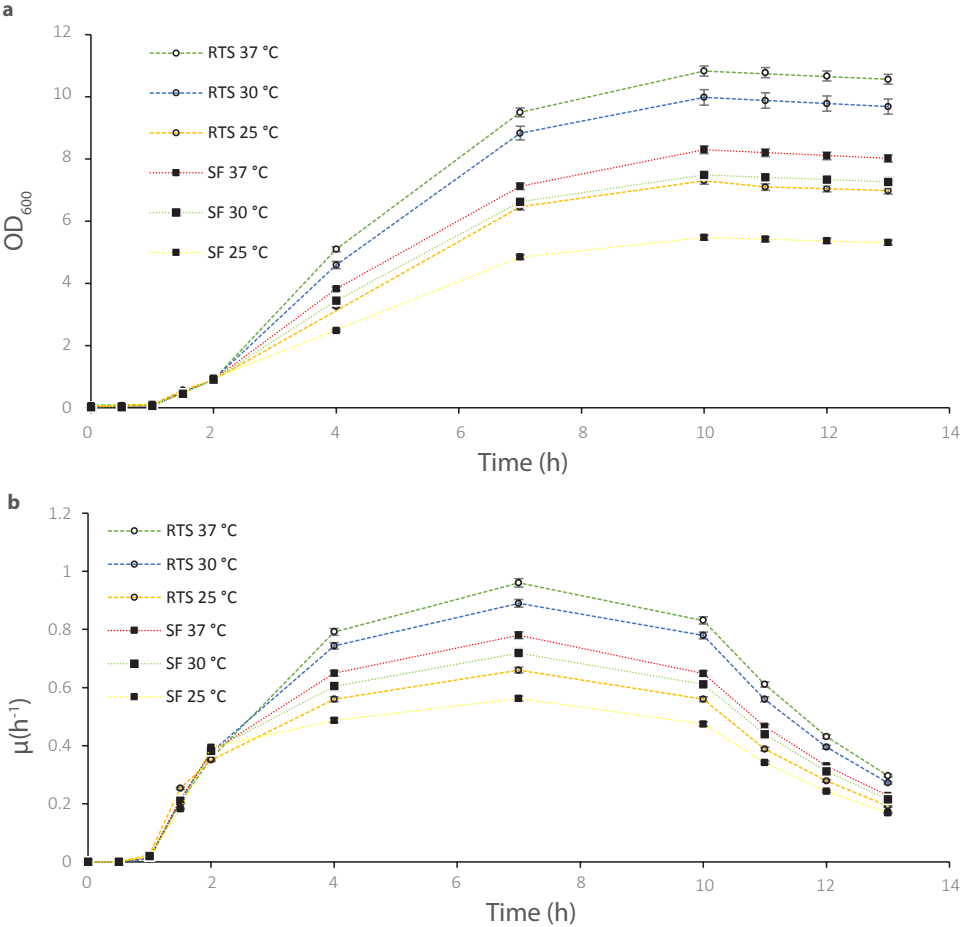 a
12
10
8
6
4
2
0
OD600
RTS 37 °C
RTS 30 °C
RTS 25 °C
SF 37 °C
SF 30 °C
SF 25 °C
0 2 4 6 8 10 12 14
Time (h)
b
1.2
1
0.8
0.6
0.4
0.2
0
μ(h⁻¹)
RTS 37 °C
RTS 30 °C
RTS 25 °C
SF 37 °C
SF 30 °C
SF 25 °C
0 2 4 6 8 10 12 14
Time (h)